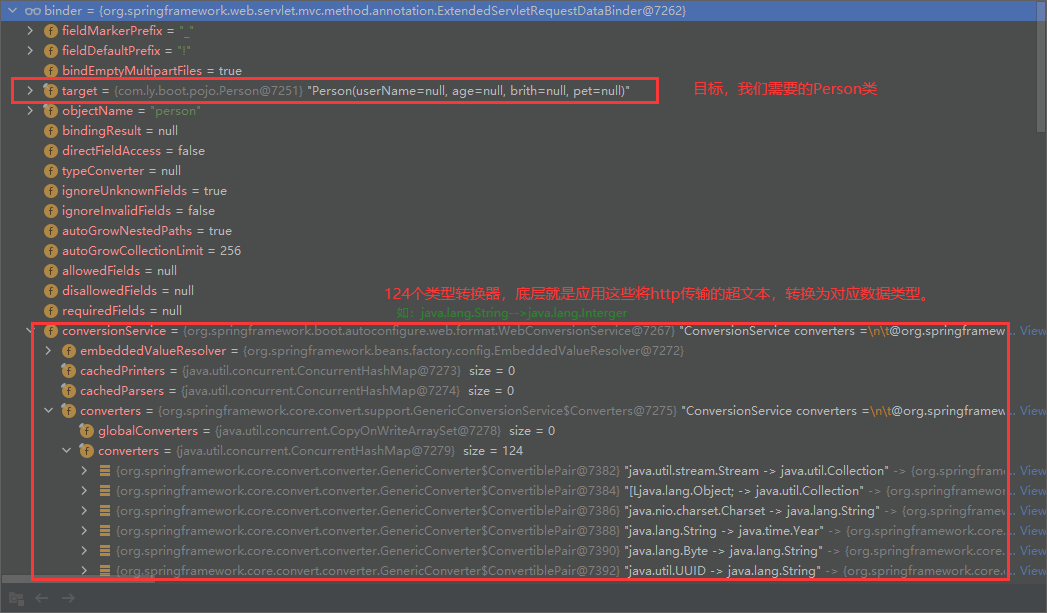 binder = {org.springframework.web.servlet.mvc.method.annotation.ExtendedServletRequestDataBinder@7262}
fieldMarkerPrefix = "_"
fieldDefaultPrefix = "!"
bindEmptyMultipartFiles = true
target = {com.ly.boot.pojo.Person@7251} "Person(userName=null, age=null, brith=null, pet=null)"
目标，我们需要的Person类
objectName = "person"
bindingResult = null
directFieldAccess = false
typeConverter = null
ignoreUnknownFields = true
ignoreInvalidFields = false
autoGrowNestedPaths = true
autoGrowCollectionLimit = 256
allowedFields = null
disallowedFields = null
124个类型转换器，底层就是应用这些将http传输的超文本，转换为对应数据类型。
requiredFields = null
如：java.lang.String-->java.lang.Interger
conversionService = {org.springframework.boot.autoconfigure.web.format.WebConversionService@7267} "ConversionService converters =\n\t@org.springframew... View
embeddedValueResolver = {org.springframework.beans.factory.config.EmbeddedValueResolver@7272}
cachedPrinters = {java.util.concurrent.ConcurrentHashMap@7273} size = 0
cachedParsers = {java.util.concurrent.ConcurrentHashMap@7274} size = 0
converters = {org.springframework.core.convert.support.GenericConversionService$Converters@7275} "ConversionService converters =\n\t@org.springframew... View
globalConverters = {java.util.concurrent.CopyOnWriteArraySet@7278} size = 0
converters = {java.util.concurrent.ConcurrentHashMap@7279} size = 124
{org.springframework.core.convert.converter.GenericConverter$ConvertiblePair@7382} "java.util.stream.Stream -> java.util.Collection" -> {org.springfram... View
{org.springframework.core.convert.converter.GenericConverter$ConvertiblePair@7384} "[Ljava.lang.Object; -> java.util.Collection" -> {org.springframewor... View
{org.springframework.core.convert.converter.GenericConverter$ConvertiblePair@7386} "java.nio.charset.Charset -> java.lang.String" -> {org.springframew... View
{org.springframework.core.convert.converter.GenericConverter$ConvertiblePair@7388} "java.lang.String -> java.time.Year" -> {org.springframework.core.... View
{org.springframework.core.convert.converter.GenericConverter$ConvertiblePair@7390} "java.lang.Byte -> java.lang.String" -> {org.springframework.core.... View
{org.springframework.core.convert.converter.GenericConverter$ConvertiblePair@7392} "java.util.UUID -> java.lang.String" -> {org.springframework.core.c... View